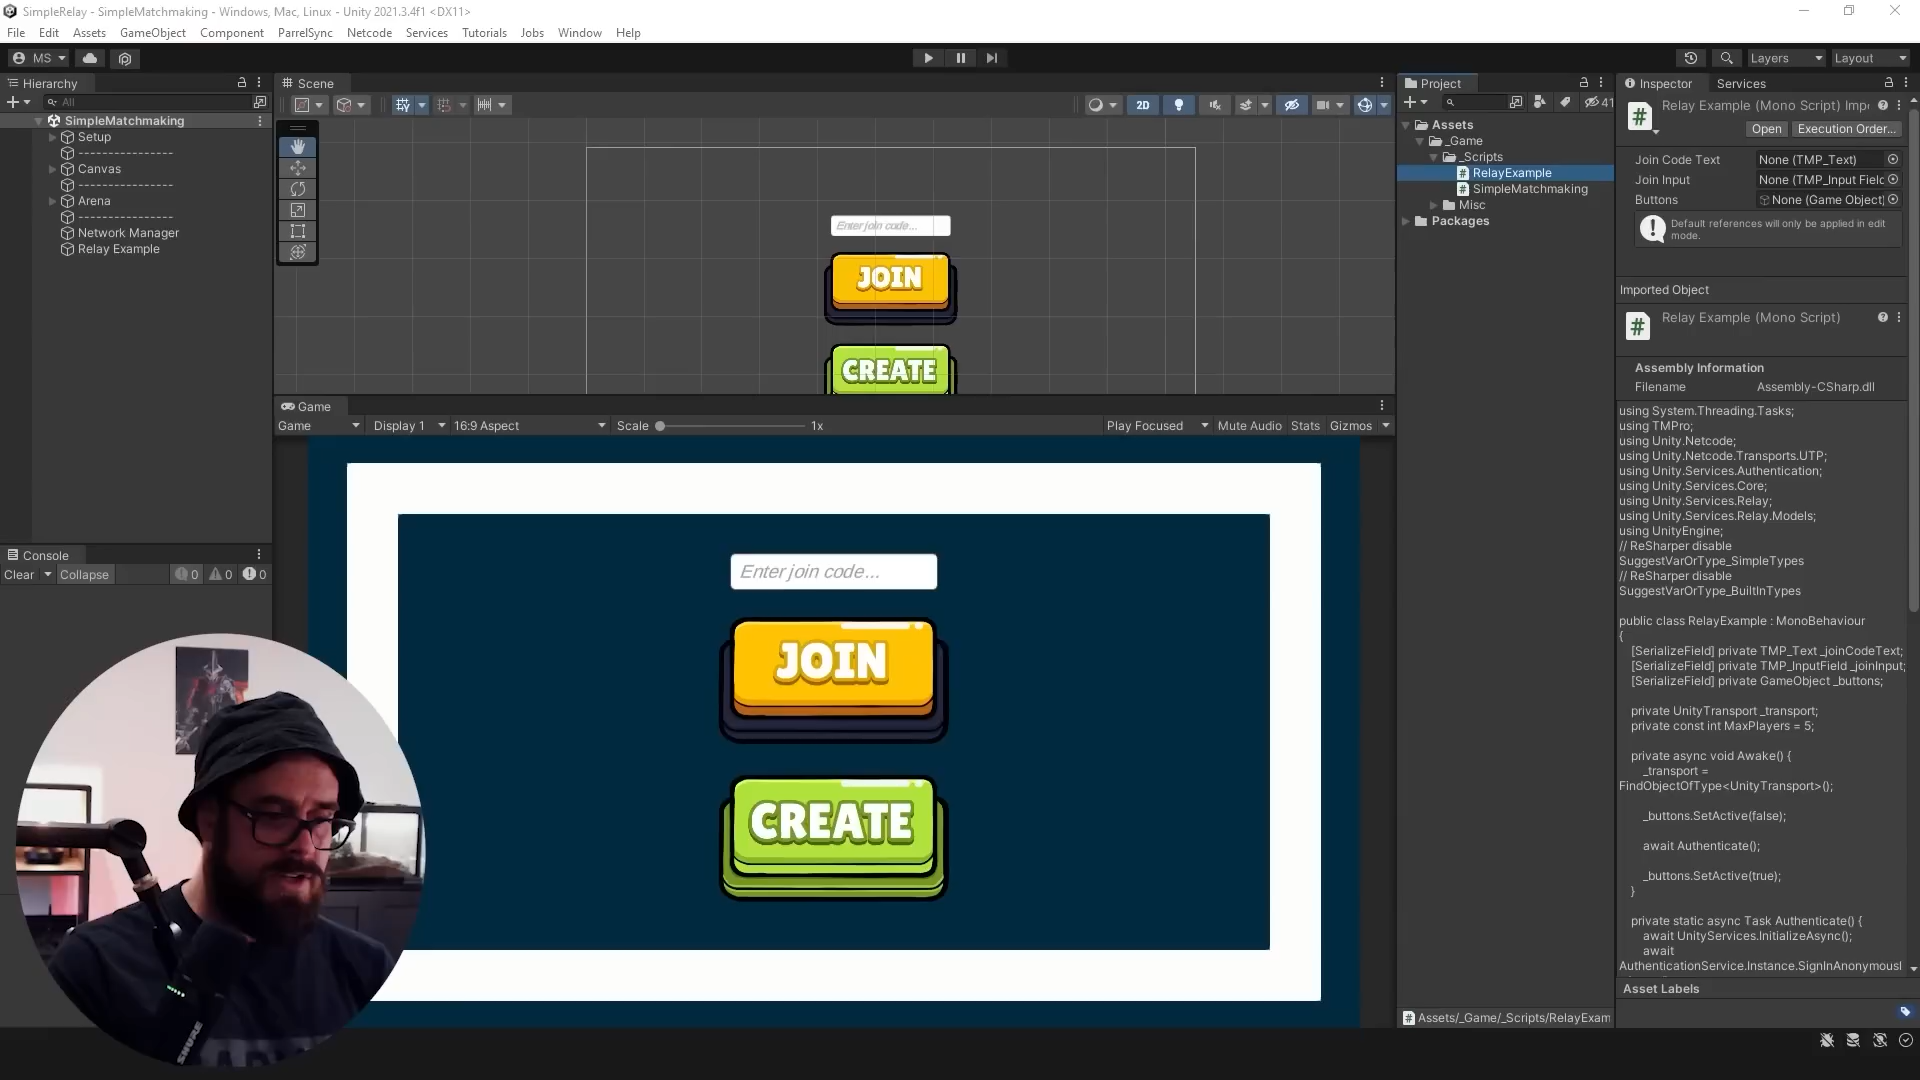 SimpleRelay - SimpleMatchmaking - Windows, Mac, Linux - Unity 2021.3.4f1 <DX11>
File Edit Assets GameObject Component ParrelSync Netcode Services Tutorials Jobs Window Help
MS
Layers
Layout
Hierarchy
All
SimpleMatchmaking
Setup
----------------
Canvas
----------------
Arena
----------------
Network Manager
Relay Example
Console
Clear Collapse 0 0 0
Scene
2D
Enter join code...
JOIN
CREATE
Game
Game Display 1 16:9 Aspect Scale 1x Play Focused Mute Audio Stats Gizmos
Enter join code...
JOIN
CREATE
SHURE
Project
41
Assets
_Game
_Scripts
RelayExample
SimpleMatchmaking
Misc
Packages
Assets/_Game/_Scripts/RelayExam
Inspector Services
Relay Example (Mono Script) Imp
Open Execution Order...
Join Code Text None (TMP_Text)
Join Input None (TMP_Input Field
Buttons None (Game Object)
Default references will only be applied in edit
mode.
Imported Object
Relay Example (Mono Script)
Assembly Information
Filename Assembly-CSharp.dll
using System.Threading.Tasks;
using TMPro;
using Unity.Netcode;
using Unity.Netcode.Transports.UTP;
using Unity.Services.Authentication;
using Unity.Services.Core;
using Unity.Services.Relay;
using Unity.Services.Relay.Models;
using UnityEngine;
// ReSharper disable
SuggestVarOrType_SimpleTypes
// ReSharper disable
SuggestVarOrType_BuiltInTypes
public class RelayExample : MonoBehaviour
{
[SerializeField] private TMP_Text _joinCodeText;
[SerializeField] private TMP_InputField _joinInput;
[SerializeField] private GameObject _buttons;
private UnityTransport _transport;
private const int MaxPlayers = 5;
private async void Awake() {
_transport =
FindObjectOfType<UnityTransport>();
_buttons.SetActive(false);
await Authenticate();
_buttons.SetActive(true);
}
private static async Task Authenticate() {
await UnityServices.InitializeAsync();
await
AuthenticationService.Instance.SignInAnonymousl
Asset Labels